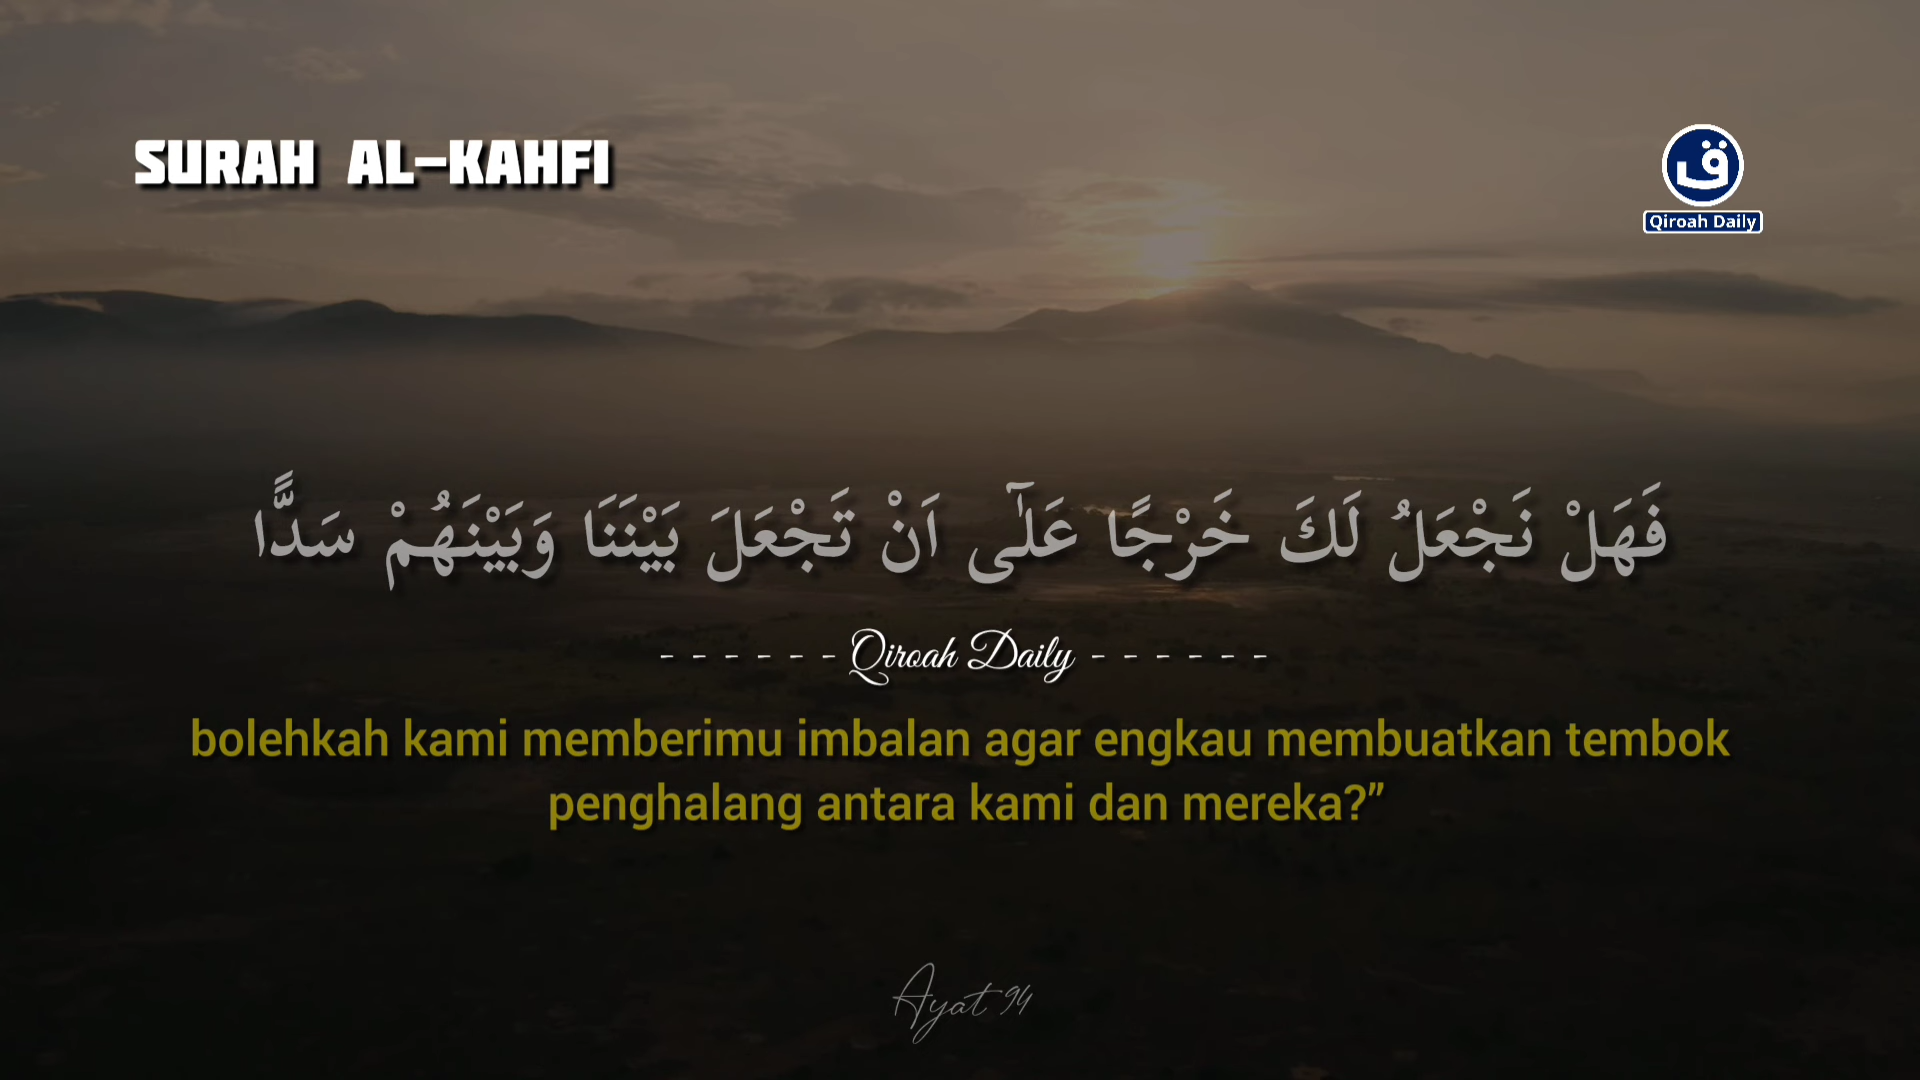 SURAH AL-KAHFI
ق
Qiroah Daily
فَهَلْ نَجْعَلُ لَكَ خَرْجًا عَلٰٓى اَنْ تَجْعَلَ بَيْنَنَا وَبَيْنَهُمْ سَدًّا
- - - - - - Qiroah Daily - - - - - -
bolehkah kami memberimu imbalan agar engkau membuatkan tembok
penghalang antara kami dan mereka?”
Ayat 94